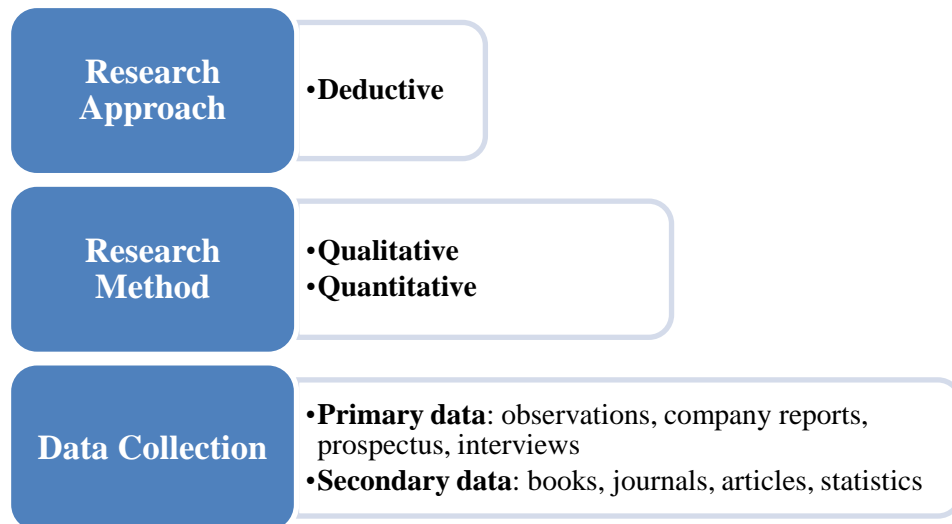 Research
Approach
•Deductive
Research
Method
•Qualitative
•Quantitative
Data Collection
•Primary data: observations, company reports,
prospectus, interviews
•Secondary data: books, journals, articles, statistics